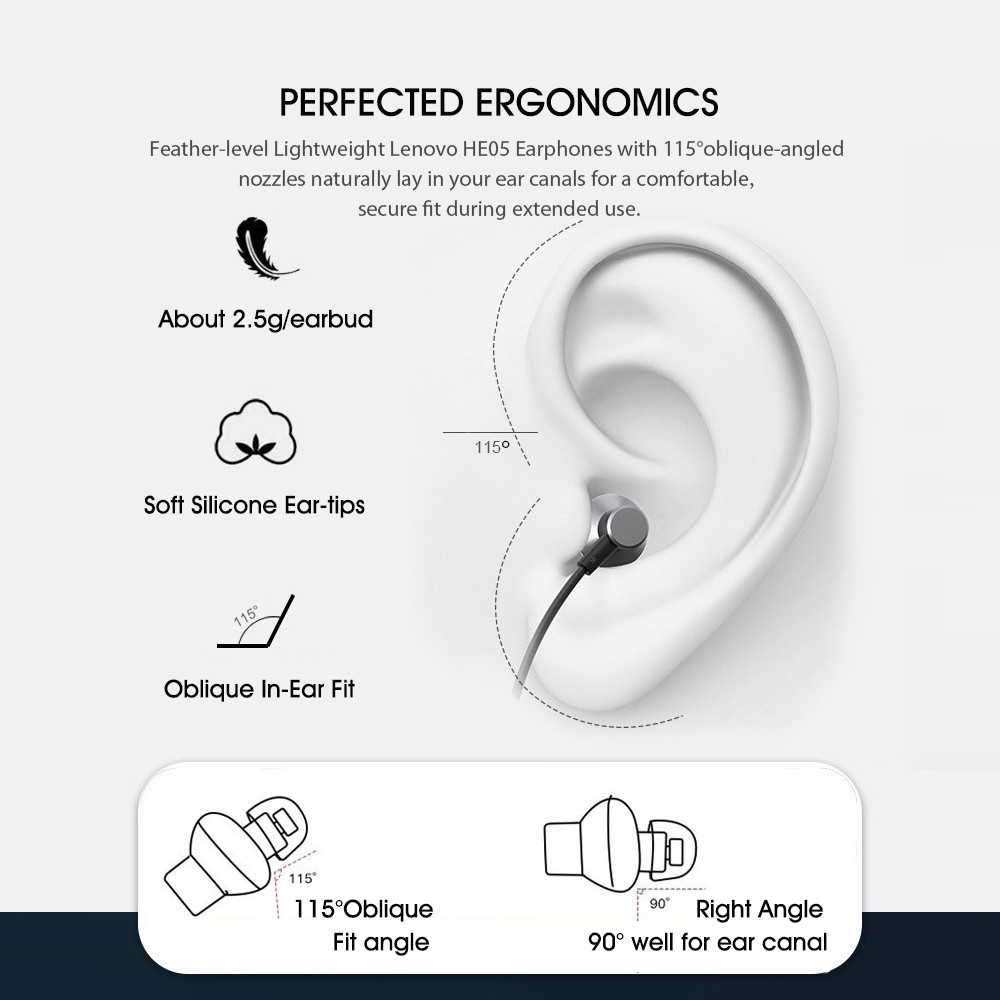 PERFECTED ERGONOMICS
Feather-level Lightweight Lenovo HE05 Earphones with 115°oblique-angled
nozzles naturally lay in your ear canals for a comfortable,
secure fit during extended use.
About 2.5g/earbud
115°
Soft Silicone Ear-tips
115°
Oblique In-Ear Fit
115°
115°Oblique
Fit angle
90°
Right Angle
90° well for ear canal